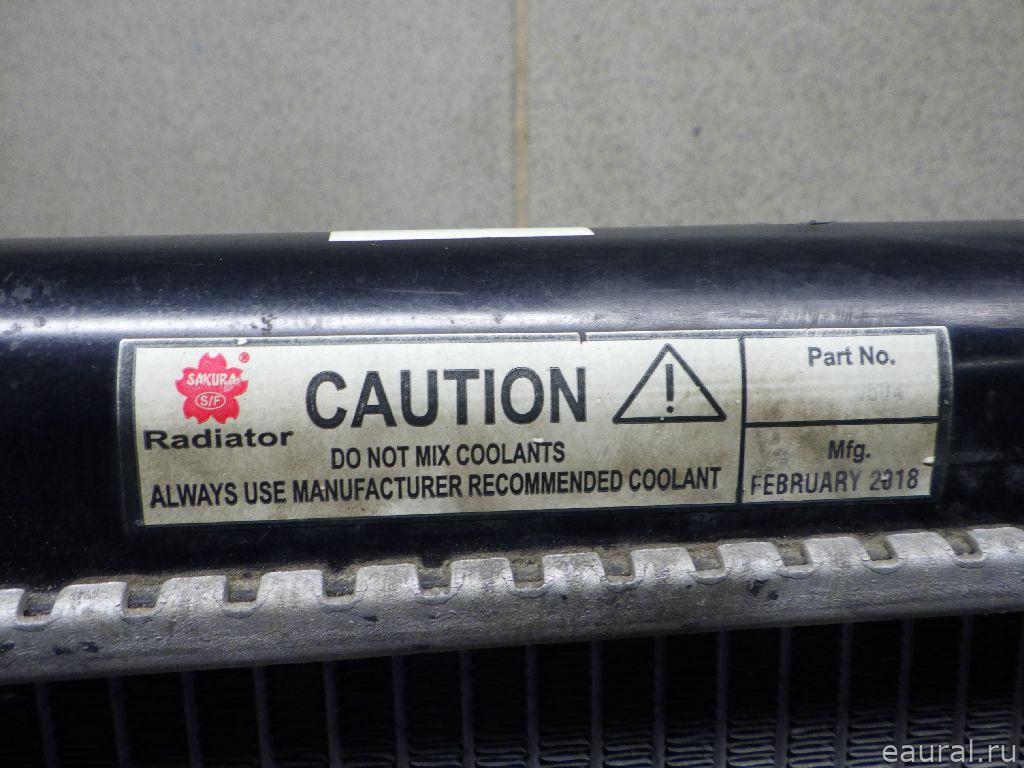 SAKURA ®
S/F
Radiator
CAUTION
!
DO NOT MIX COOLANTS
ALWAYS USE MANUFACTURER RECOMMENDED COOLANT
Part No.
Mfg.
FEBRUARY 2018
eaural.ru